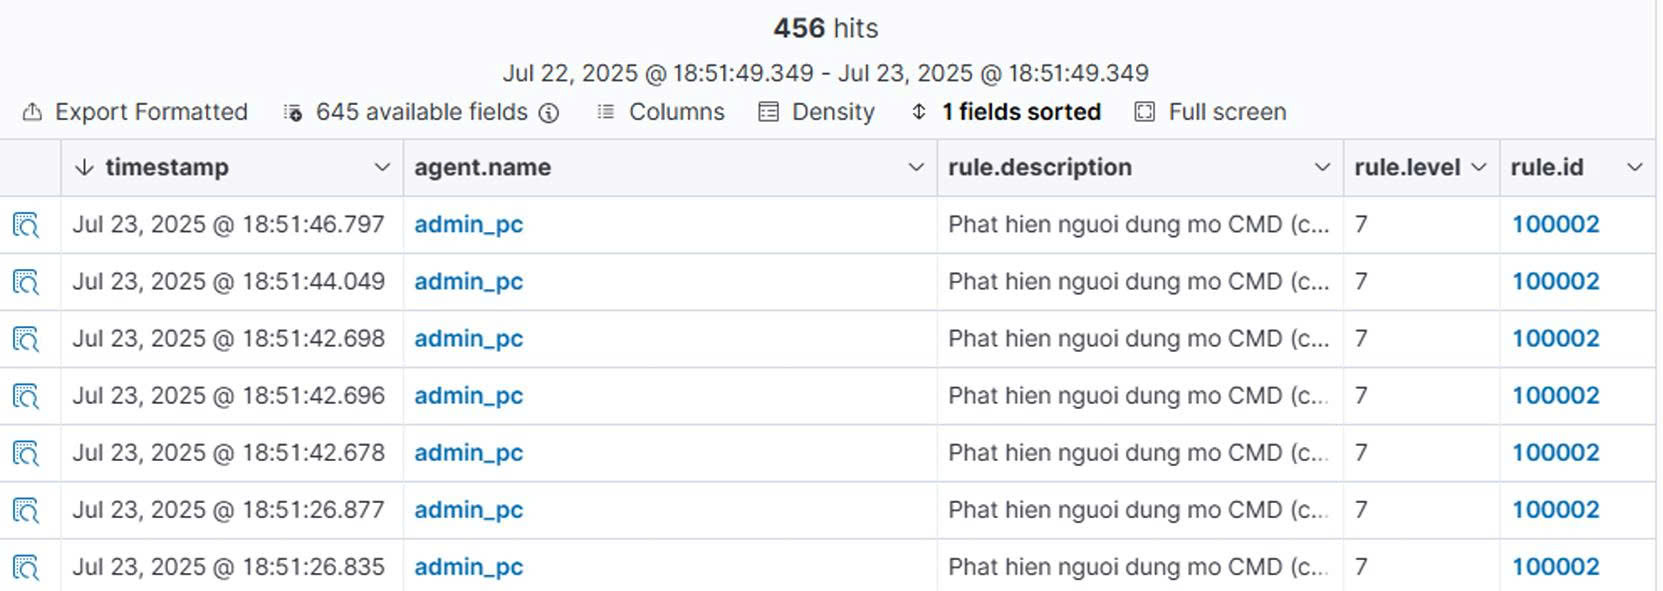 456 hits
Jul 22, 2025 @ 18:51:49.349 - Jul 23, 2025 @ 18:51:49.349
Export Formatted 645 available fields Columns Density 1 fields sorted Full screen
timestamp agent.name rule.description rule.level rule.id
Jul 23, 2025 @ 18:51:46.797 admin_pc Phat hien nguoi dung mo CMD (c... 7 100002
Jul 23, 2025 @ 18:51:44.049 admin_pc Phat hien nguoi dung mo CMD (c... 7 100002
Jul 23, 2025 @ 18:51:42.698 admin_pc Phat hien nguoi dung mo CMD (c... 7 100002
Jul 23, 2025 @ 18:51:42.696 admin_pc Phat hien nguoi dung mo CMD (c... 7 100002
Jul 23, 2025 @ 18:51:42.678 admin_pc Phat hien nguoi dung mo CMD (c... 7 100002
Jul 23, 2025 @ 18:51:26.877 admin_pc Phat hien nguoi dung mo CMD (c... 7 100002
Jul 23, 2025 @ 18:51:26.835 admin_pc Phat hien nguoi dung mo CMD (c... 7 100002